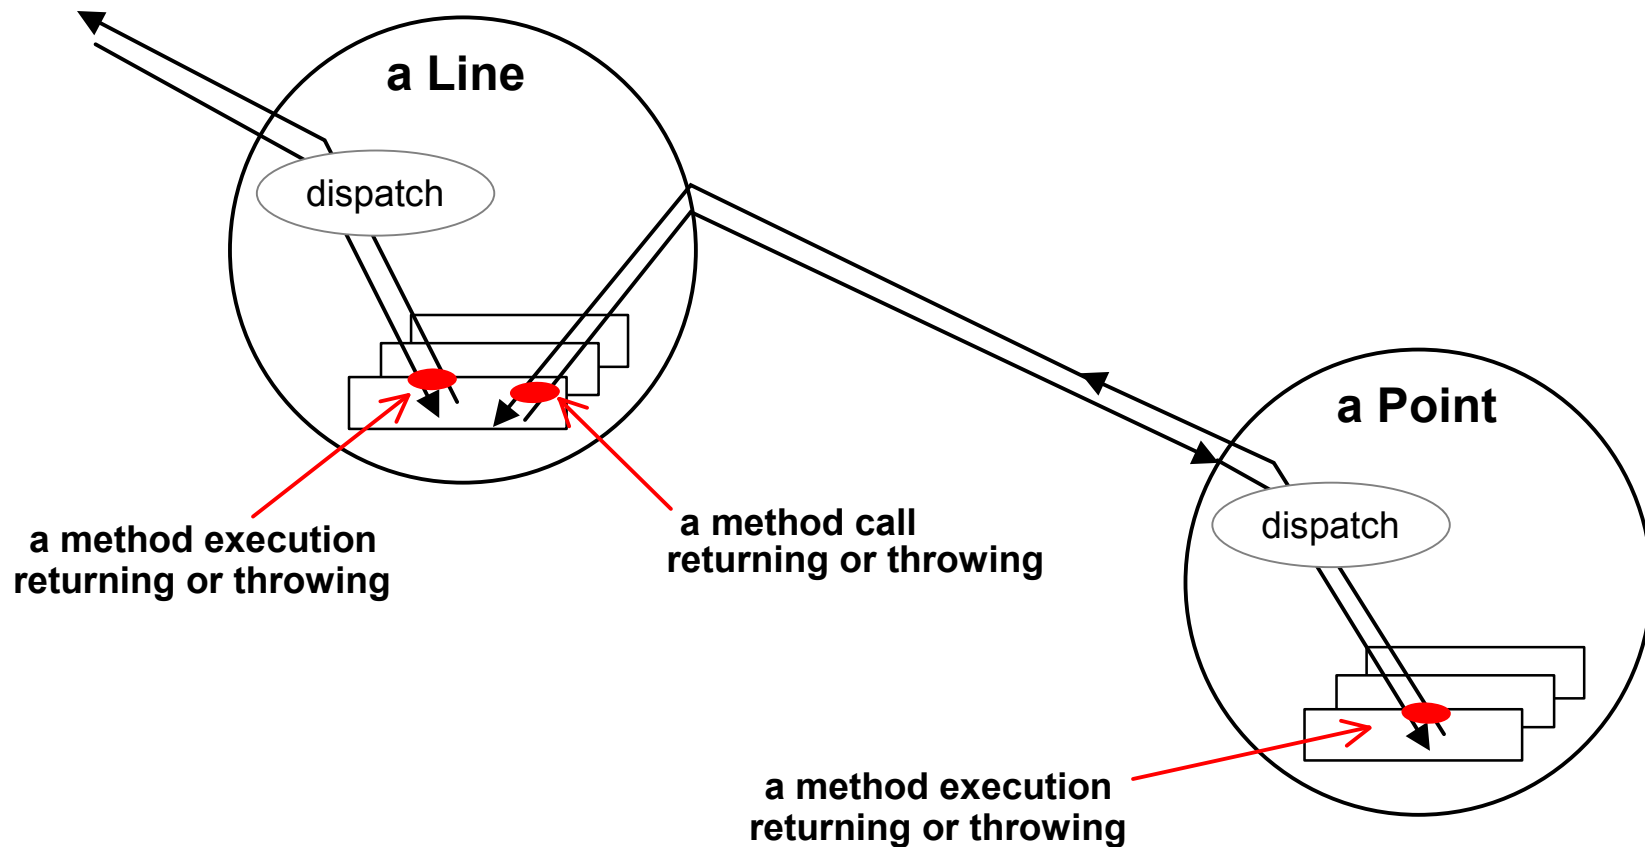 a Line
dispatch
a method execution
returning or throwing
a method call
returning or throwing
a Point
dispatch
a method execution
returning or throwing